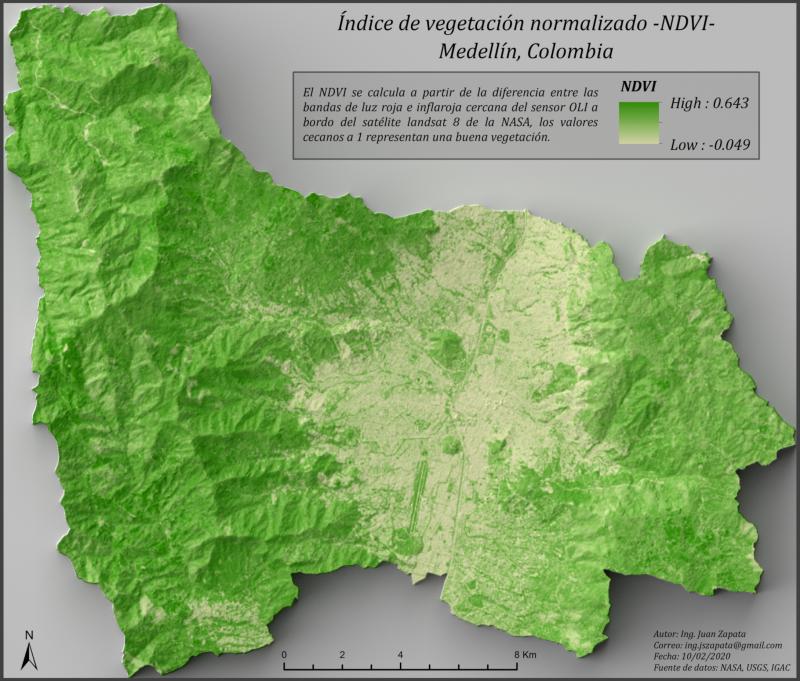 Índice de vegetación normalizado -NDVI-
Medellín, Colombia
El NDVI se calcula a partir de la diferencia entre las
bandas de luz roja e inflaroja cercana del sensor OLI a
bordo del satélite landsat 8 de la NASA, los valores
cecanos a 1 representan una buena vegetación.
NDVI
High : 0.643
Low : -0.049
N
0 2 4 8 Km
Autor: Ing. Juan Zapata
Correo: ing.jszapata@gmail.com
Fecha: 10/02/2020
Fuente de datos: NASA, USGS, IGAC